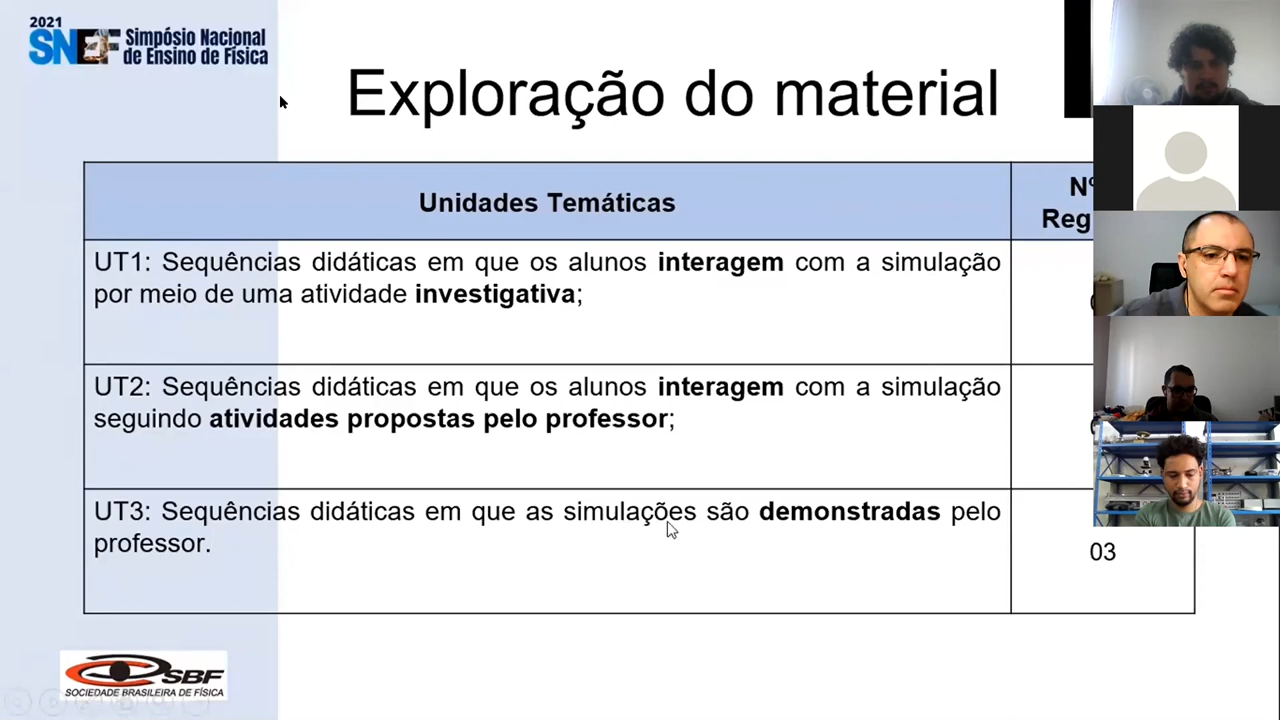 2021
SNEF Simpósio Nacional
de Ensino de Física
Exploração do material
Unidades Temáticas
Nº
Reg
UT1: Sequências didáticas em que os alunos interagem com a simulação
por meio de uma atividade investigativa;
UT2: Sequências didáticas em que os alunos interagem com a simulação
seguindo atividades propostas pelo professor;
UT3: Sequências didáticas em que as simulações são demonstradas pelo
professor.
03
SBF
SOCIEDADE BRASILEIRA DE FÍSICA